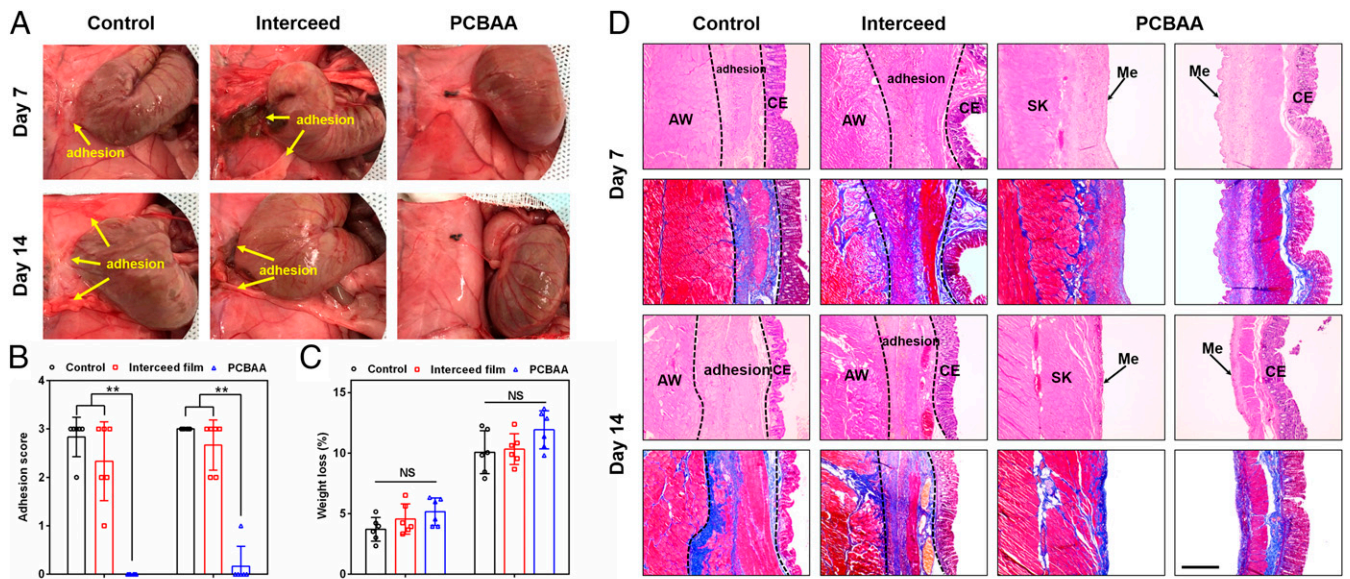 A
Control
Interceed
PCBAA
Day 7
adhesion
adhesion
Day 14
adhesion
adhesion
B
Control
Interceed film
PCBAA
Adhesion score
4
3
2
1
0
**
**
C
Control
Interceed film
PCBAA
Weight loss (%)
15
10
5
0
NS
NS
D
Control
Interceed
PCBAA
Day 7
AW
adhesion
CE
AW
adhesion
CE
SK
Me
Me
CE
Day 14
AW
adhesion
CE
AW
adhesion
CE
SK
Me
Me
CE